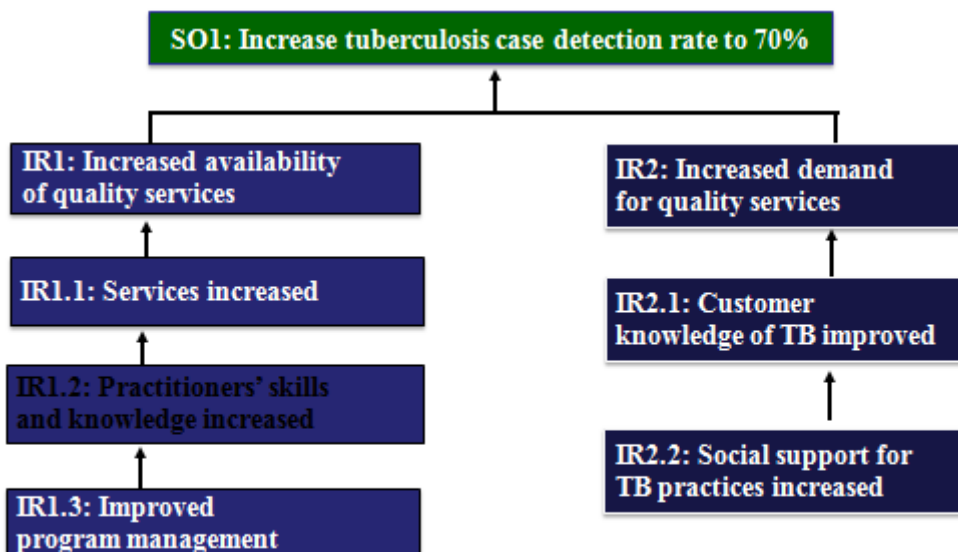 SO1: Increase tuberculosis case detection rate to 70%
IR1: Increased availability
of quality services
IR2: Increased demand
for quality services
IR1.1: Services increased
IR2.1: Customer
knowledge of TB improved
IR1.2: Practitioners’ skills
and knowledge increased
IR2.2: Social support for
TB practices increased
IR1.3: Improved
program management